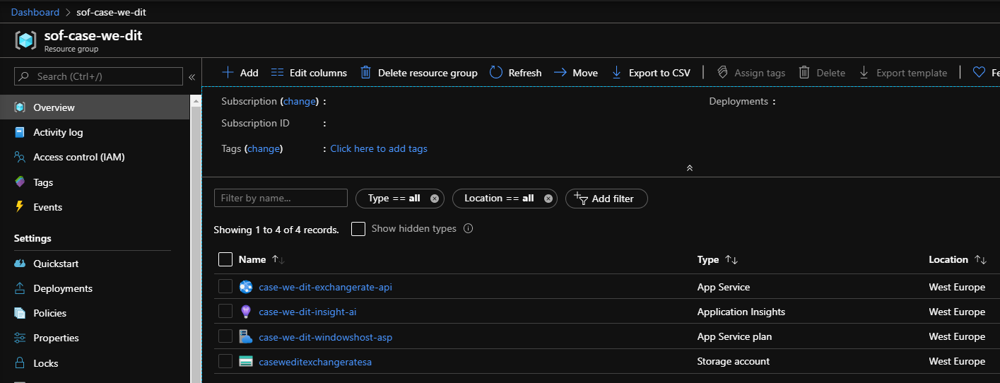 Dashboard > sof-case-we-dit
sof-case-we-dit
Resource group
Search (Ctrl+/)
«
Overview
Activity log
Access control (IAM)
Tags
Events
Settings
Quickstart
Deployments
Policies
Properties
Locks
Add Edit columns Delete resource group Refresh Move Export to CSV Assign tags Delete Export template Fe
Subscription (change) : Deployments :
Subscription ID :
Tags (change) : Click here to add tags
Filter by name... Type == all Location == all Add filter
Showing 1 to 4 of 4 records. Show hidden types
Name Type Location
case-we-dit-exchangerate-api App Service West Europe
case-we-dit-insight-ai Application Insights West Europe
case-we-dit-windowshost-asp App Service plan West Europe
caseweditexchangeratesa Storage account West Europe